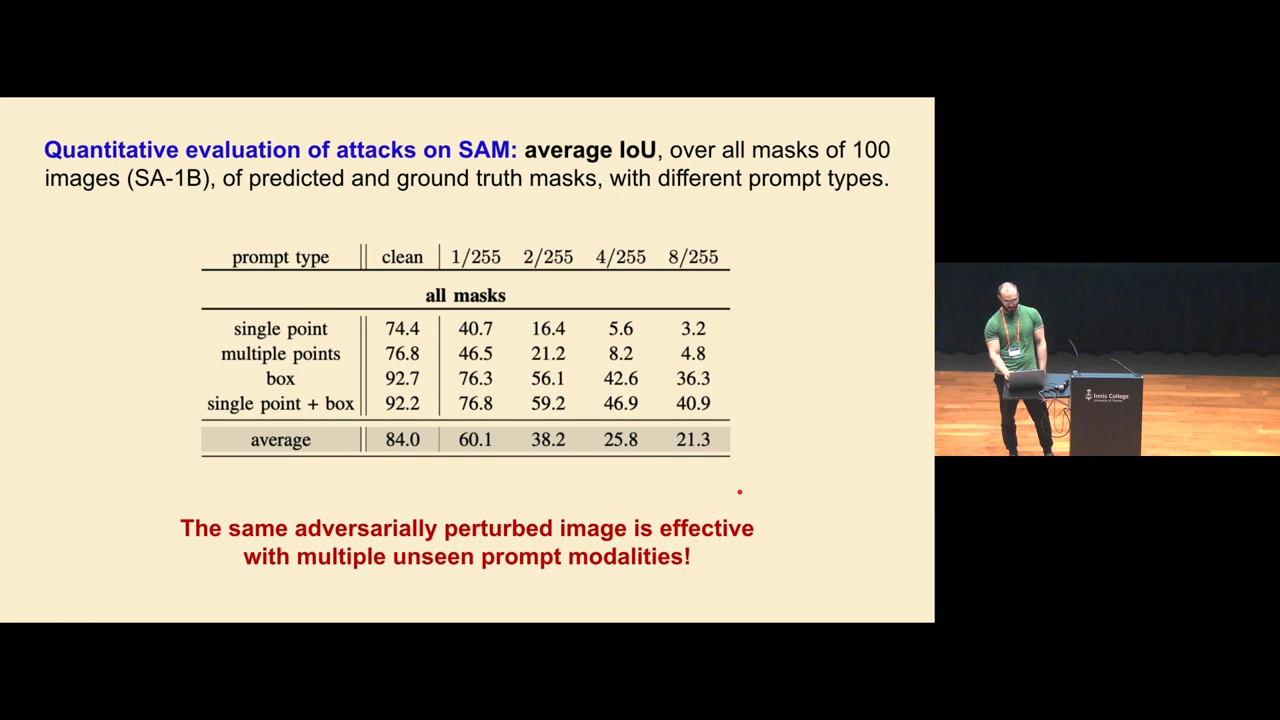 Quantitative evaluation of attacks on SAM: average IoU, over all masks of 100
images (SA-1B), of predicted and ground truth masks, with different prompt types.
prompt type clean 1/255 2/255 4/255 8/255
all masks
single point 74.4 40.7 16.4 5.6 3.2
multiple points 76.8 46.5 21.2 8.2 4.8
box 92.7 76.3 56.1 42.6 36.3
single point + box 92.2 76.8 59.2 46.9 40.9
average 84.0 60.1 38.2 25.8 21.3
The same adversarially perturbed image is effective
with multiple unseen prompt modalities!
Innis College